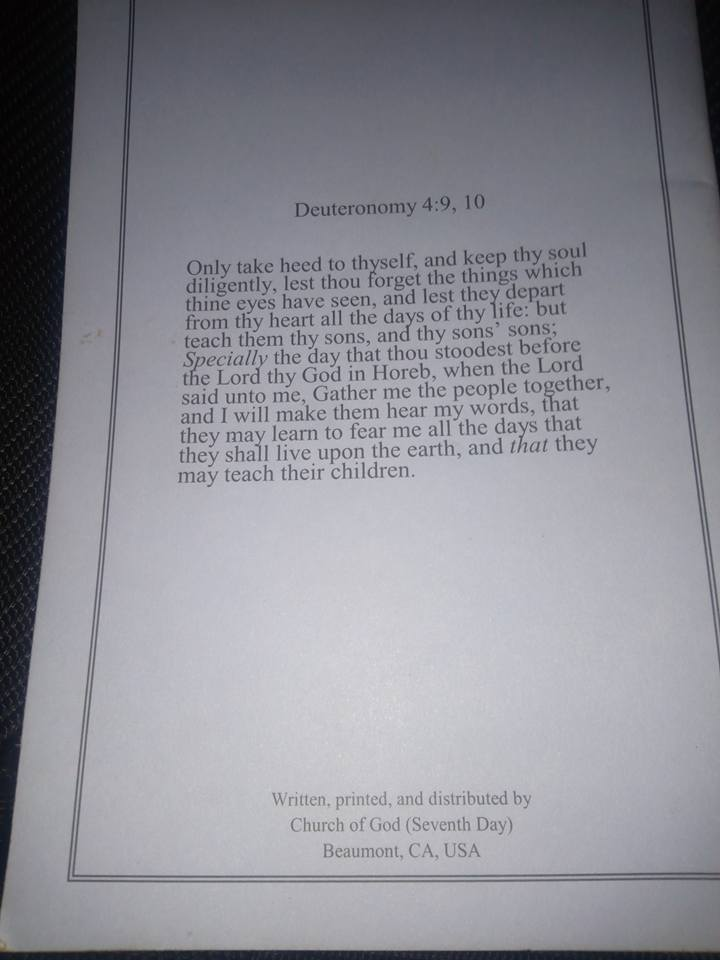 Deuteronomy 4:9, 10
Only take heed to thyself, and keep thy soul
diligently, lest thou forget the things which
thine eyes have seen, and lest they depart
from thy heart all the days of thy life: but
teach them thy sons, and thy sons' sons;
Specially the day that thou stoodest before
the Lord thy God in Horeb, when the Lord
said unto me, Gather me the people together,
and I will make them hear my words, that
they may learn to fear me all the days that
they shall live upon the earth, and that they
may teach their children.
Written, printed, and distributed by
Church of God (Seventh Day)
Beaumont, CA, USA